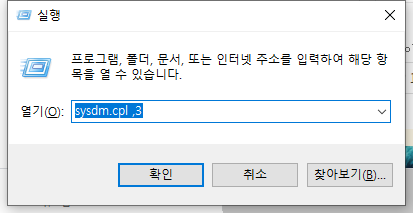 실행
프로그램, 폴더, 문서, 또는 인터넷 주소를 입력하여 해당 항
목을 열 수 있습니다.
열기(O): sysdm.cpl ,3
확인 취소 찾아보기(B)...